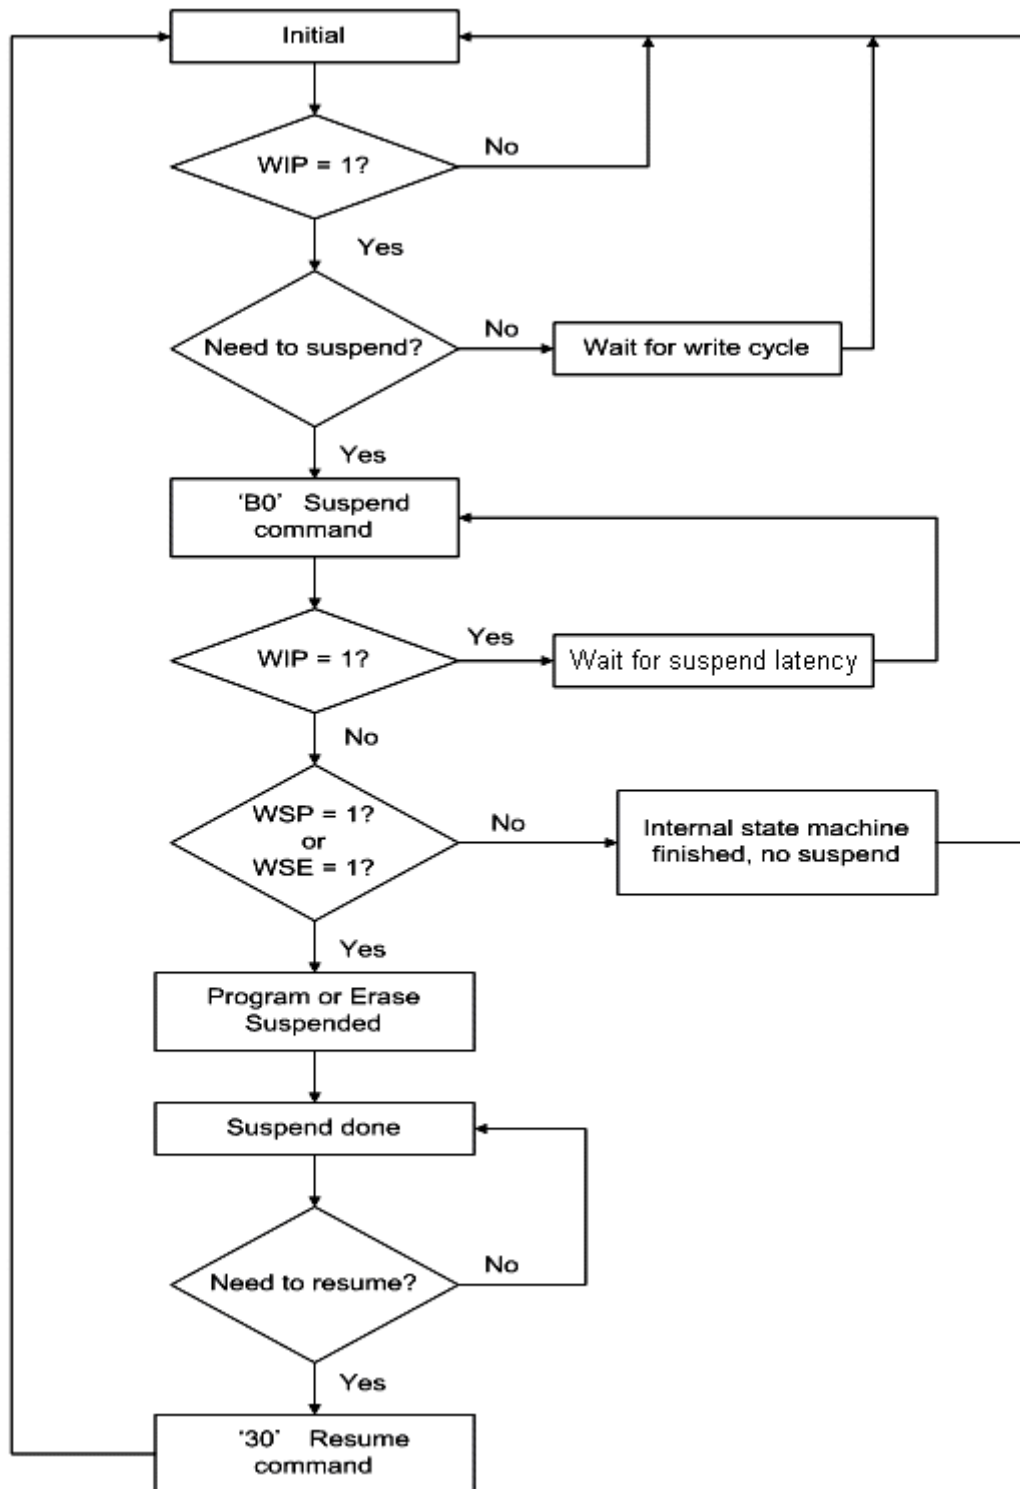 Initial
WIP = 1?
No
Yes
Need to suspend?
No
Wait for write cycle
Yes
‘B0’ Suspend
command
WIP = 1?
Yes
Wait for suspend latency
No
WSP = 1?
or
WSE = 1?
No
Internal state machine
finished, no suspend
Yes
Program or Erase
Suspended
Suspend done
Need to resume?
No
Yes
‘30’ Resume
command